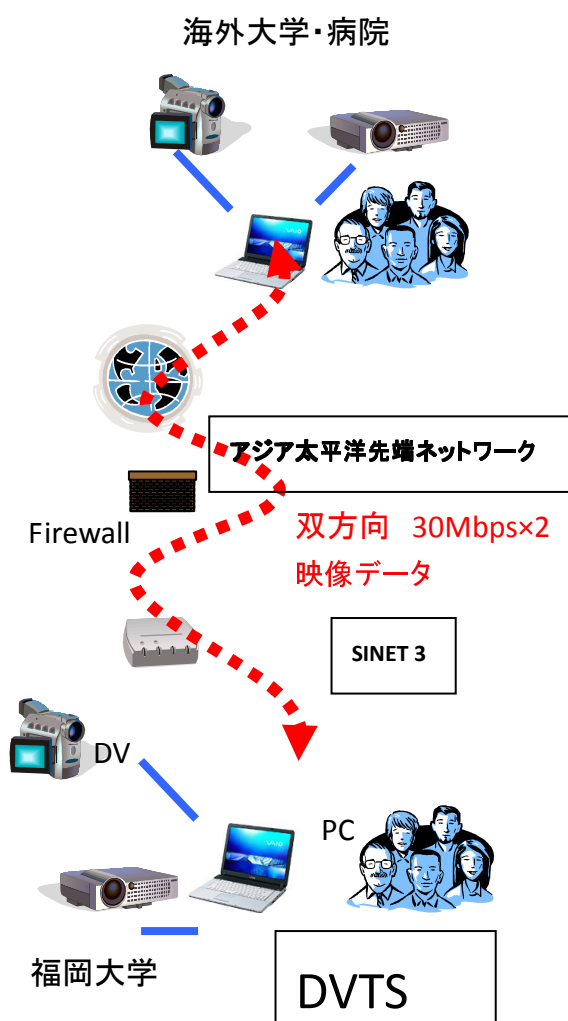 海外大学・病院
アジア太平洋先端ネットワーク
Firewall
双方向 30Mbps×2
映像データ
SINET 3
DV
PC
福岡大学
DVTS